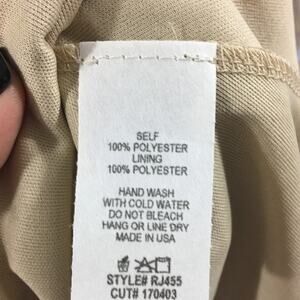 SELF
100% POLYESTER
LINING
100% POLYESTER
HAND WASH
WITH COLD WATER
DO NOT BLEACH
HANG OR LINE DRY
MADE IN USA
STYLE# RJ455
CUT# 170403